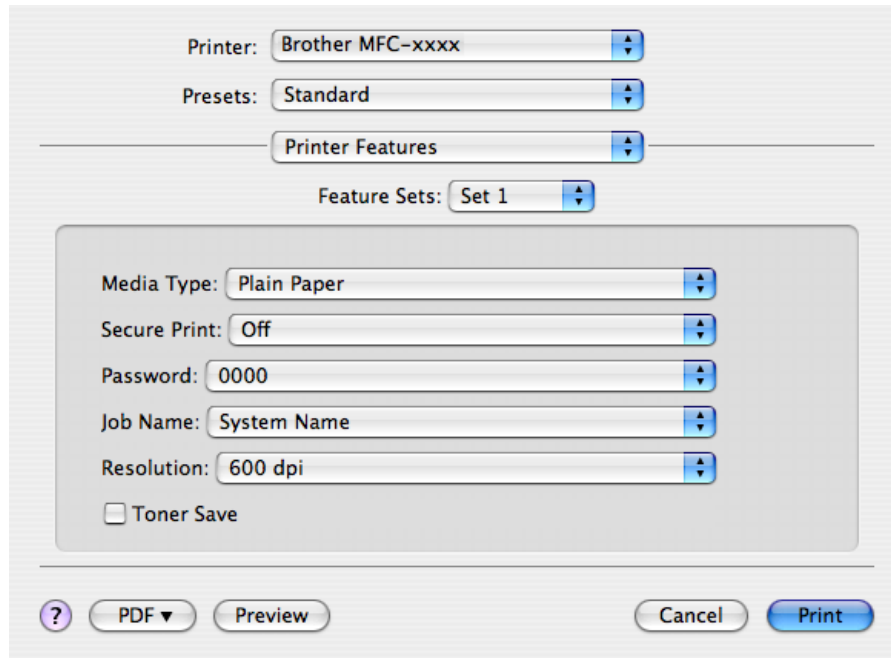 Printer: Brother MFC-xxxx
Presets: Standard
Printer Features
Feature Sets: Set 1
Media Type: Plain Paper
Secure Print: Off
Password: 0000
Job Name: System Name
Resolution: 600 dpi
Toner Save
? PDF ▼ Preview Cancel Print